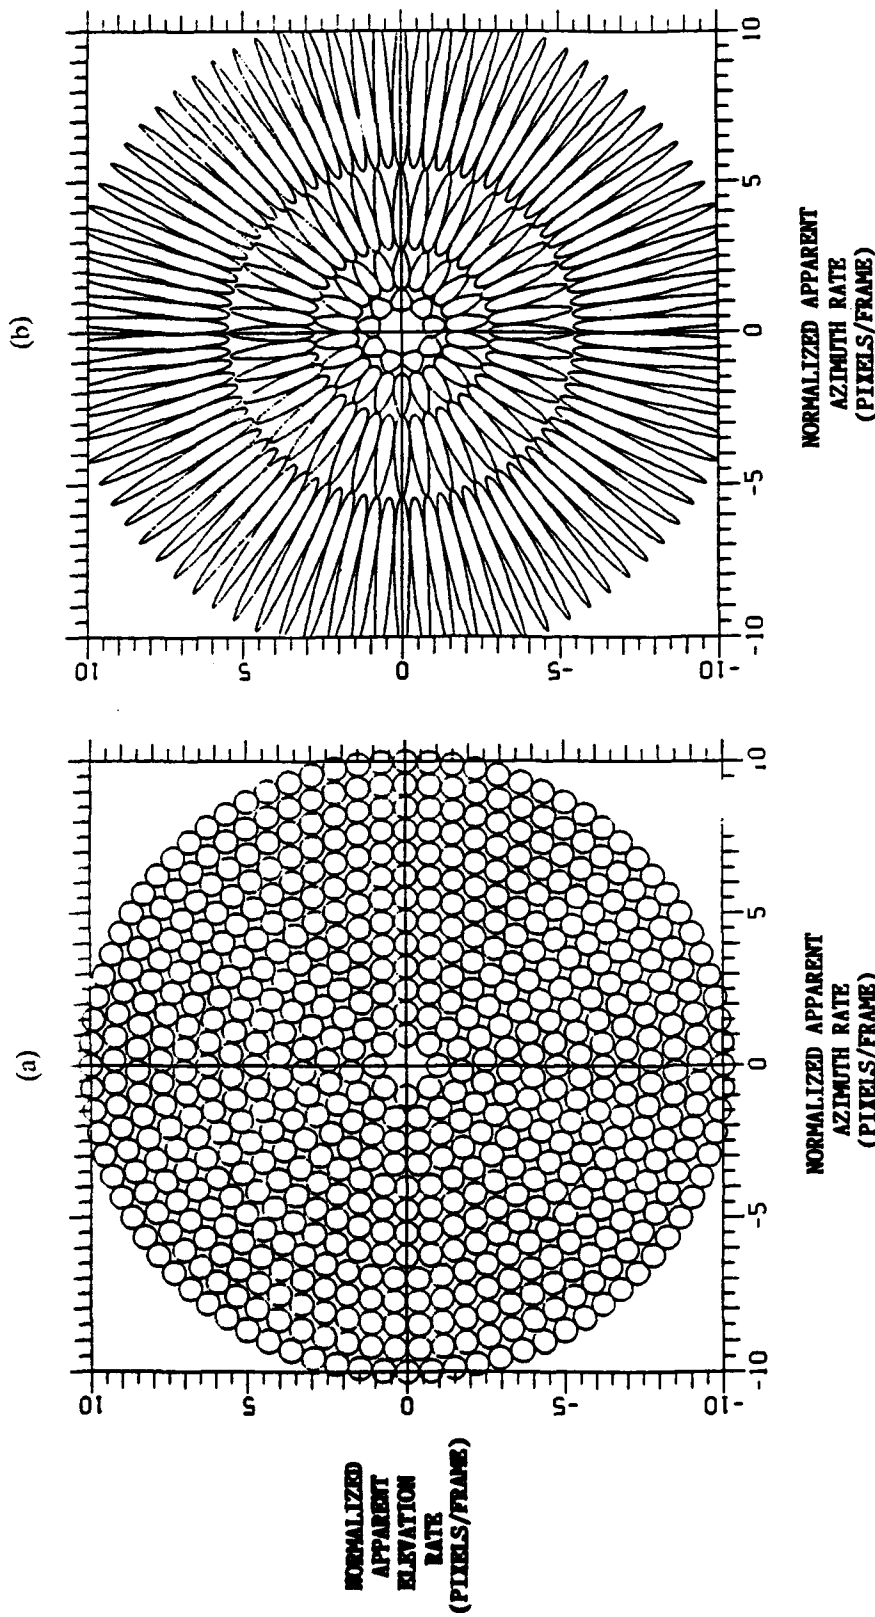 (a)
(b)
NORMALIZED
APPARENT
ELEVATION
RATE
(PIXELS/FRAME)
10
5
0
-5
-10
-10
-5
0
5
10
NORMALIZED APPARENT
AZIMUTH RATE
(PIXELS/FRAME)
10
5
0
-5
-10
-10
-5
0
5
10
NORMALIZED APPARENT
AZIMUTH RATE
(PIXELS/FRAME)